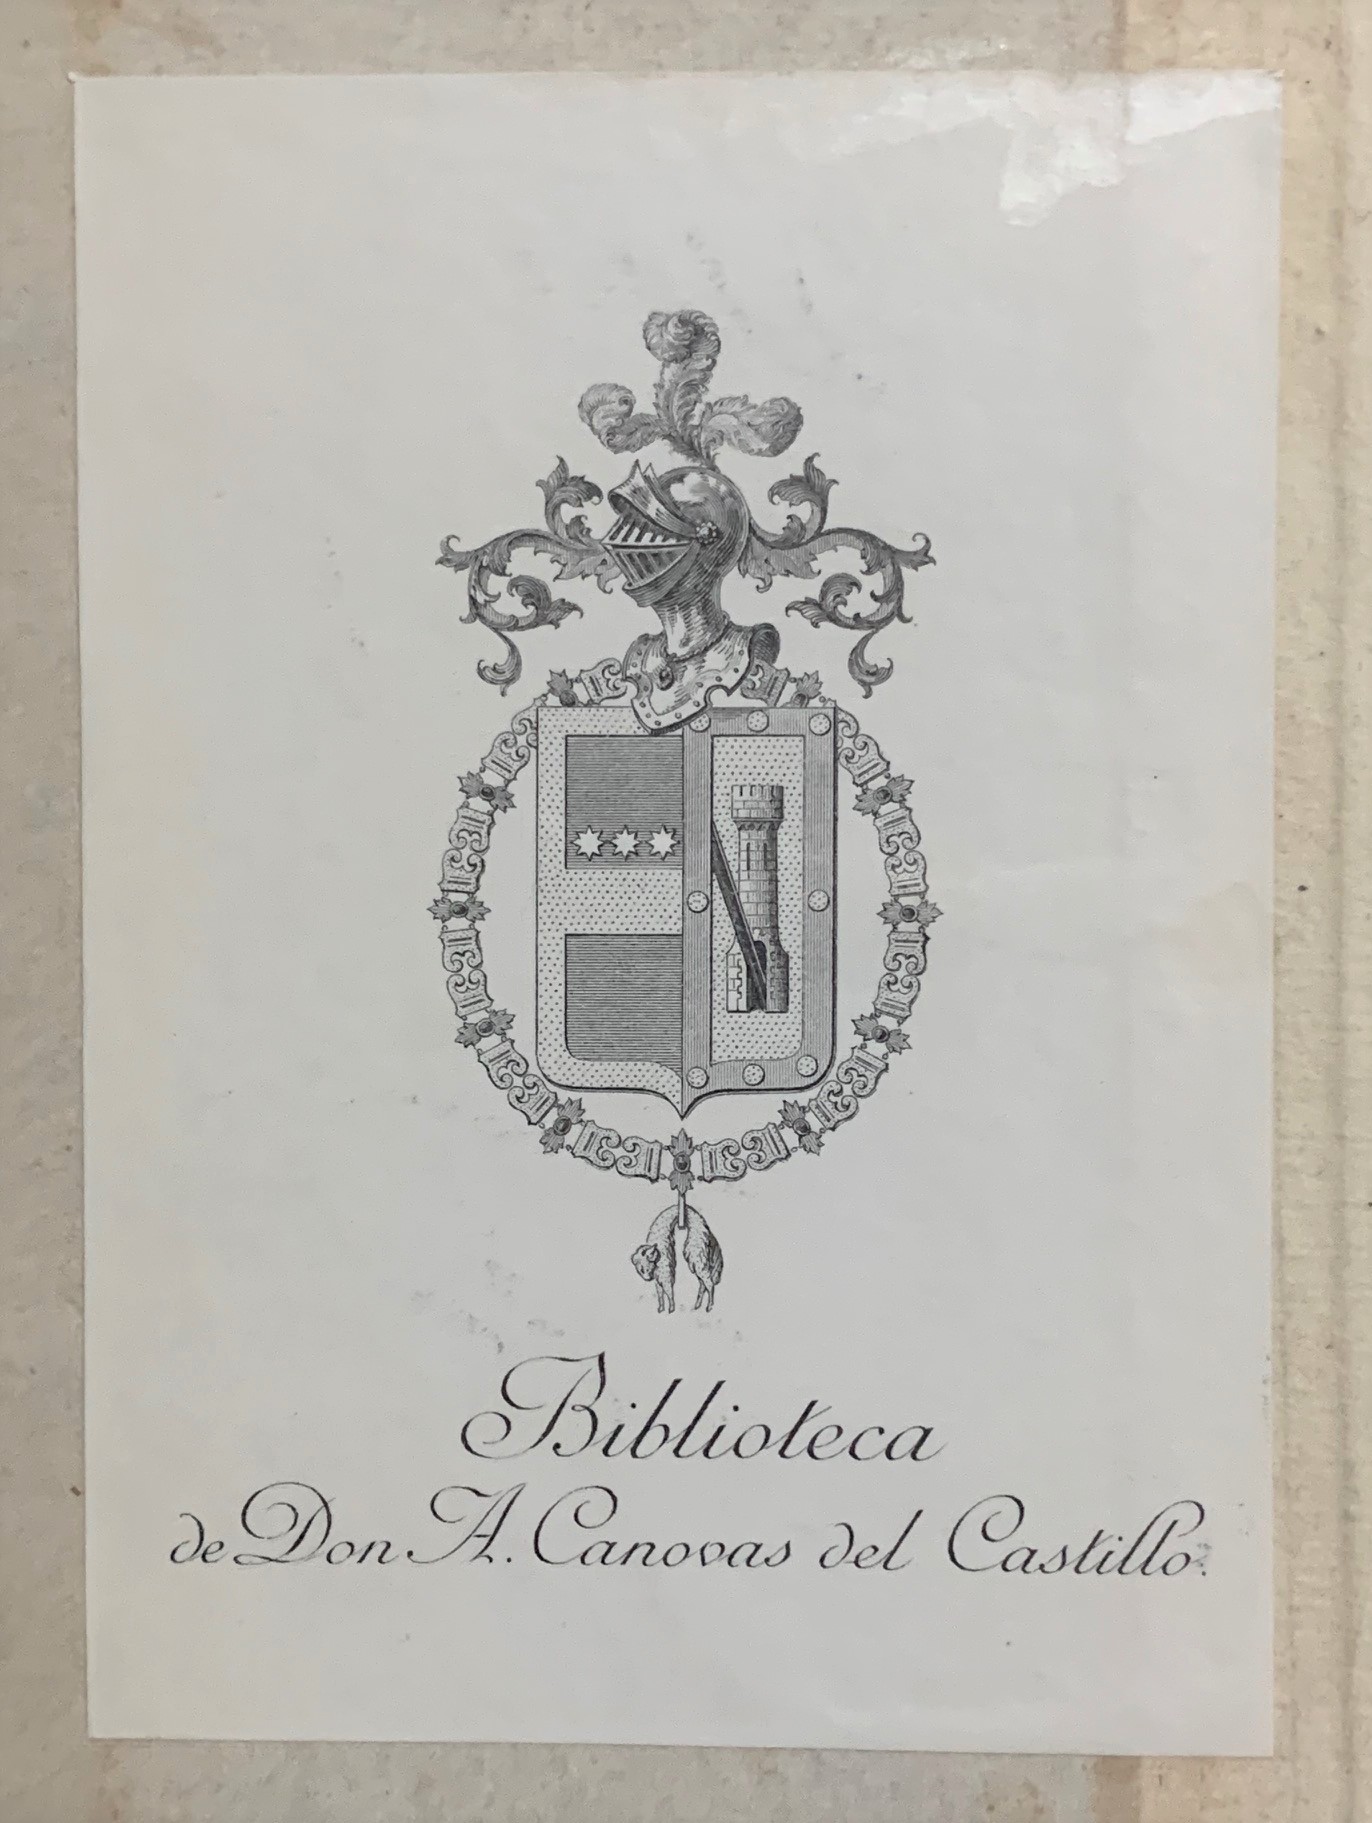 Biblioteca
de Don A. Canovas del Castillo.